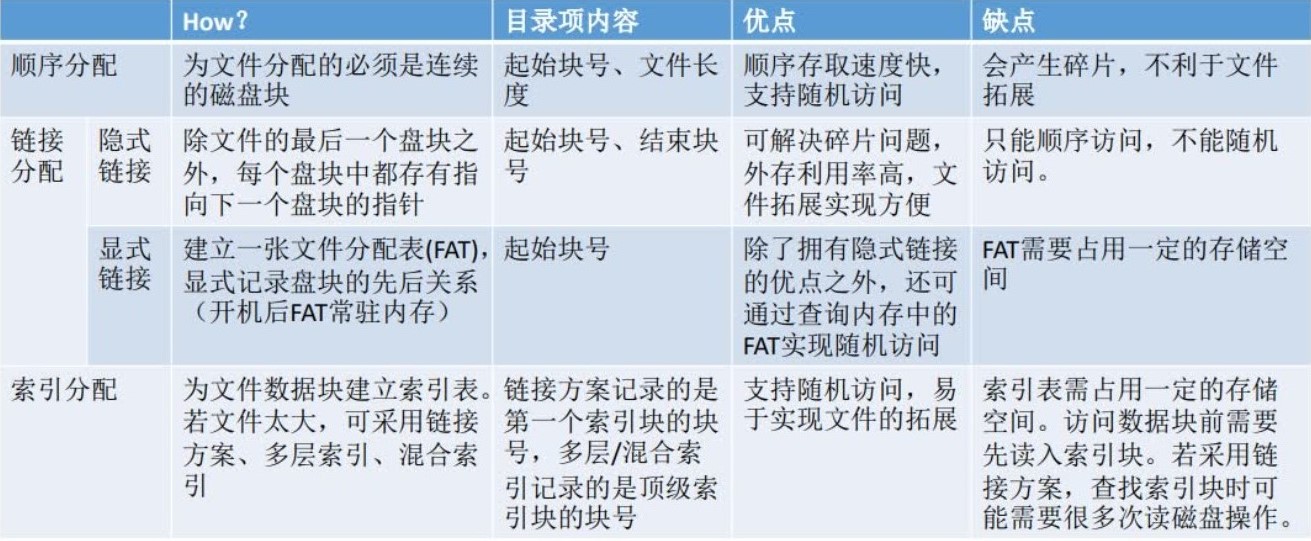 How？
目录项内容
优点
缺点
顺序分配
为文件分配的必须是连续
的磁盘块
起始块号、文件长
度
顺序存取速度快，
支持随机访问
会产生碎片，不利于文件
拓展
链接
分配
隐式
链接
除文件的最后一个盘块之
外，每个盘块中都存有指
向下一个盘块的指针
起始块号、结束块
号
可解决碎片问题，
外存利用率高，文
件拓展实现方便
只能顺序访问，不能随机
访问。
显式
链接
建立一张文件分配表(FAT)，
显式记录盘块的先后关系
（开机后FAT常驻内存）
起始块号
除了拥有隐式链接
的优点之外，还可
通过查询内存中的
FAT实现随机访问
FAT需要占用一定的存储空
间
索引分配
为文件数据块建立索引表。
若文件太大，可采用链接
方案、多层索引、混合索
引
链接方案记录的是
第一个索引块的块
号，多层/混合索
引记录的是顶级索
引块的块号
支持随机访问，易
于实现文件的拓展
索引表需占用一定的存储
空间。访问数据块前需要
先读入索引块。若采用链
接方案，查找索引块时可
能需要很多次读磁盘操作。